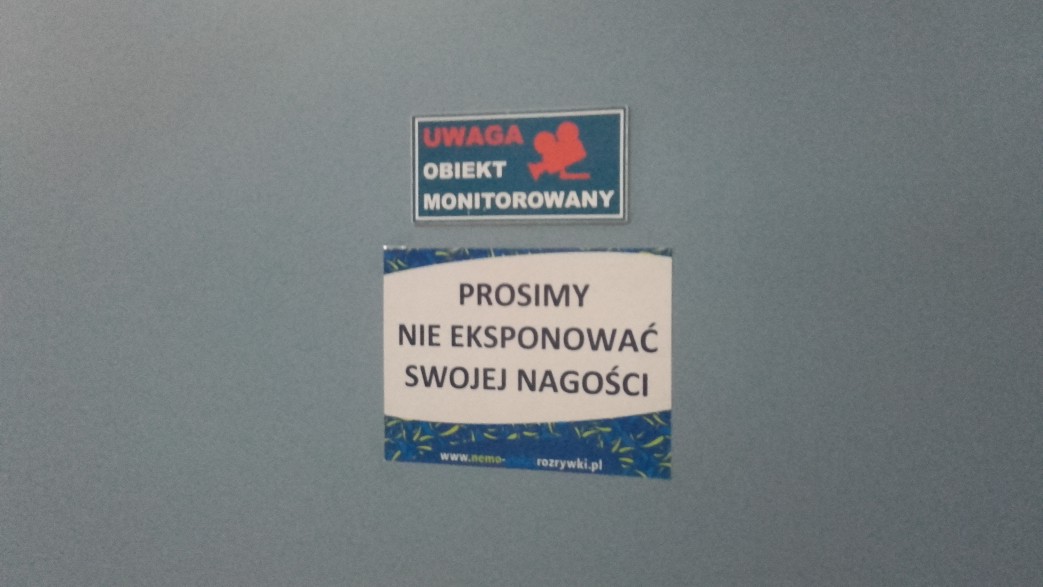 UWAGA
OBIEKT
MONITOROWANY
PROSIMY
NIE EKSPONOWAĆ
SWOJEJ NAGOŚCI
www.nemo- rozrywki.pl